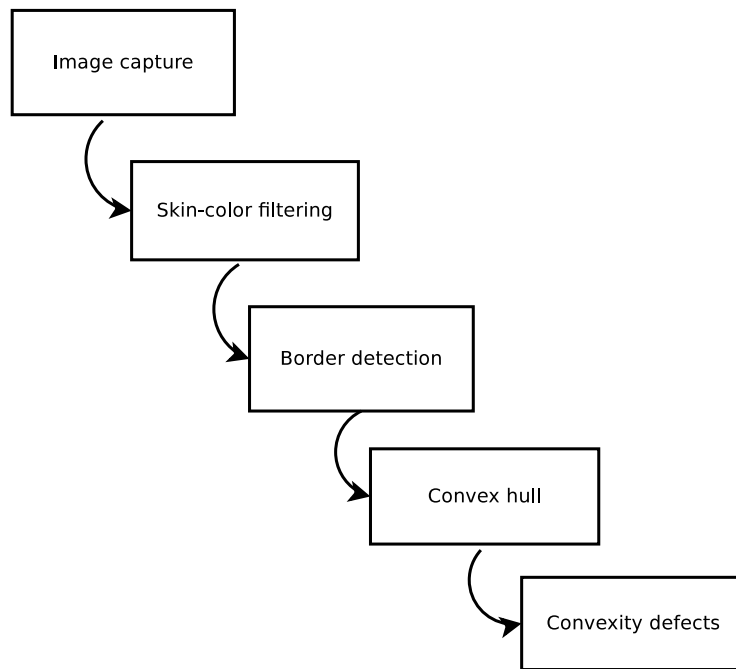 Image capture
Skin-color filtering
Border detection
Convex hull
Convexity defects